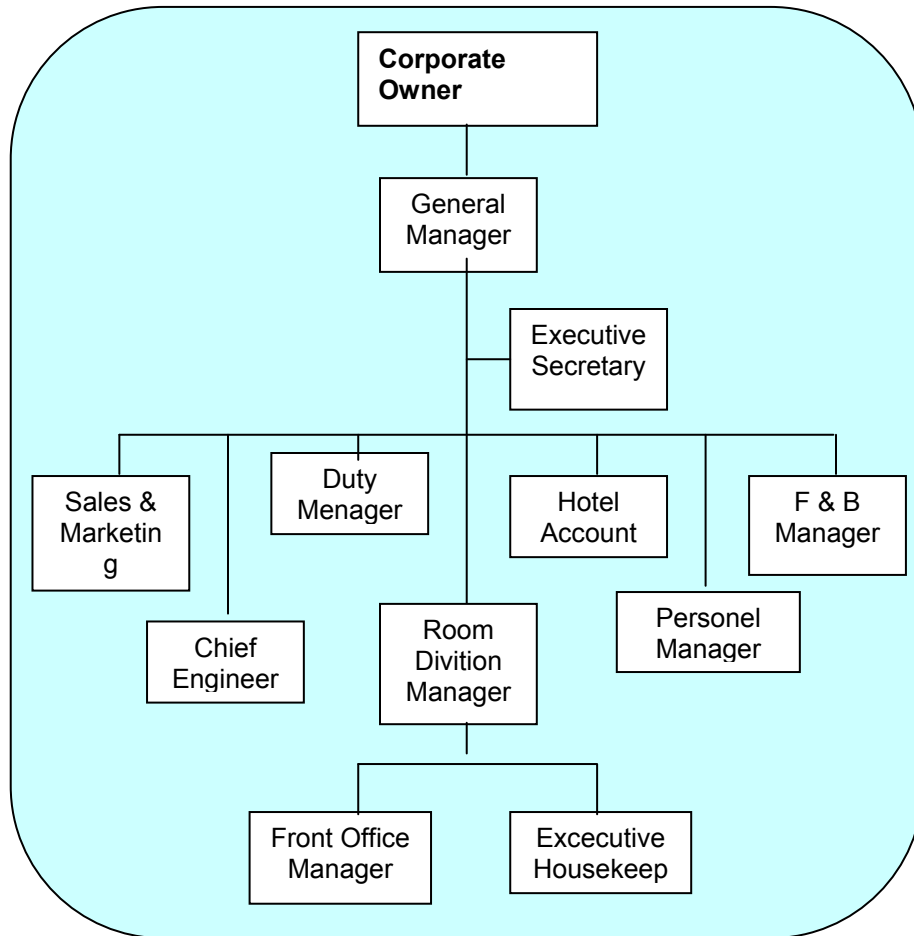 Corporate
Owner
General
Manager
Executive
Secretary
Sales &
Marketin
g
Duty
Menager
Hotel
Account
F & B
Manager
Chief
Engineer
Room
Divition
Manager
Personel
Manager
Front Office
Manager
Excecutive
Housekeep